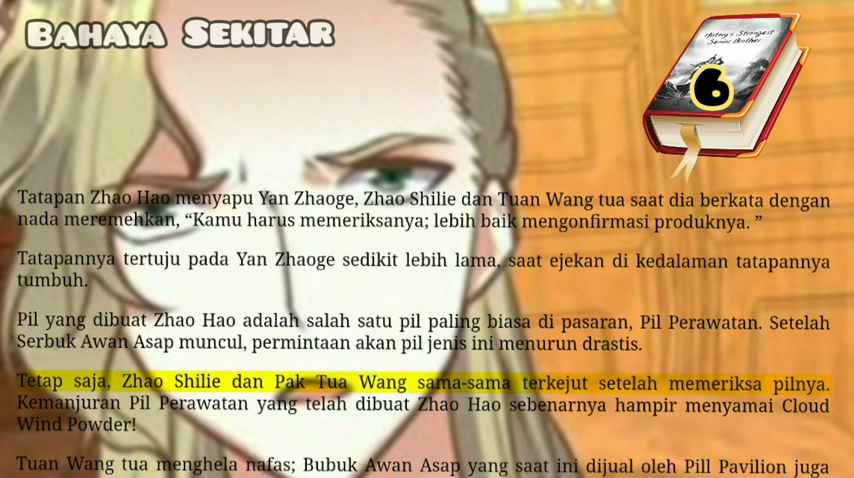 Bahaya Sekitar
History's Strongest
Senior Brother
6
Tatapan Zhao Hao menyapu Yan Zhaoge, Zhao Shilie dan Tuan Wang tua saat dia berkata dengan
nada meremehkan, “Kamu harus memeriksanya; lebih baik mengonfirmasi produknya. ”
Tatapannya tertuju pada Yan Zhaoge sedikit lebih lama, saat ejekan di kedalaman tatapannya
tumbuh.
Pil yang dibuat Zhao Hao adalah salah satu pil paling biasa di pasaran, Pil Perawatan. Setelah
Serbuk Awan Asap muncul, permintaan akan pil jenis ini menurun drastis.
Tetap saja, Zhao Shilie dan Pak Tua Wang sama-sama terkejut setelah memeriksa pilnya.
Kemanjuran Pil Perawatan yang telah dibuat Zhao Hao sebenarnya hampir menyamai Cloud
Wind Powder!
Tuan Wang tua menghela nafas; Bubuk Awan Asap yang saat ini dijual oleh Pill Pavilion juga